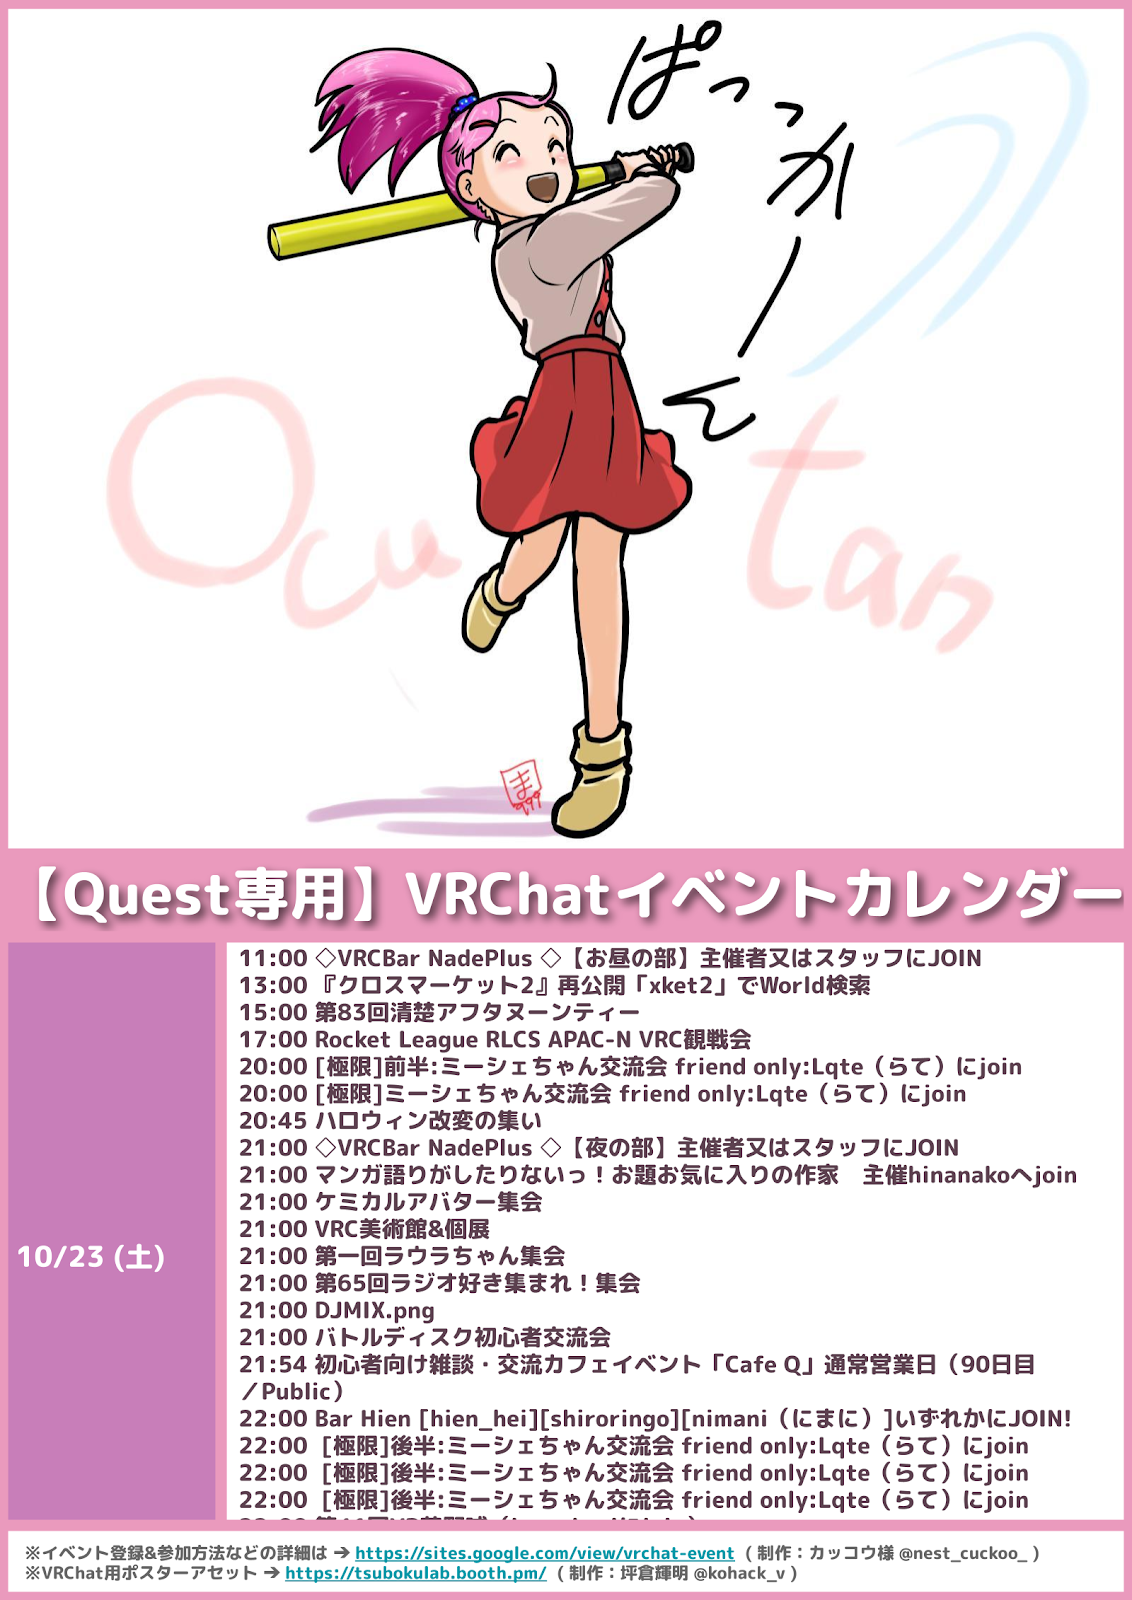 ぱっっかーん
Ocu tan
ま
999
【Quest専用】VRChatイベントカレンダー
10/23 (土)
11:00 ◇VRCBar NadePlus ◇【お昼の部】主催者又はスタッフにJOIN
13:00 『クロスマーケット2』再公開「xket2」でWorld検索
15:00 第83回清楚アフタヌーンティー
17:00 Rocket League RLCS APAC-N VRC観戦会
20:00 [極限]前半:ミーシェちゃん交流会 friend only:Lqte（らて）にjoin
20:00 [極限]ミーシェちゃん交流会 friend only:Lqte（らて）にjoin
20:45 ハロウィン改変の集い
21:00 ◇VRCBar NadePlus ◇【夜の部】主催者又はスタッフにJOIN
21:00 マンガ語りがしたりないっ！お題お気に入りの作家　主催hinanakoへjoin
21:00 ケミカルアバター集会
21:00 VRC美術館&個展
21:00 第一回ラウラちゃん集会
21:00 第65回ラジオ好き集まれ！集会
21:00 DJMIX.png
21:00 バトルディスク初心者交流会
21:54 初心者向け雑談・交流カフェイベント「Cafe Q」通常営業日（90日目
／Public）
22:00 Bar Hien [hien_hei][shiroringo][nimani（にまに）]いずれかにJOIN!
22:00 [極限]後半:ミーシェちゃん交流会 friend only:Lqte（らて）にjoin
22:00 [極限]後半:ミーシェちゃん交流会 friend only:Lqte（らて）にjoin
22:00 [極限]後半:ミーシェちゃん交流会 friend only:Lqte（らて）にjoin
※イベント登録&参加方法などの詳細は ➔ https://sites.google.com/view/vrchat-event （制作：カッコウ様 @nest_cuckoo_ ）
※VRChat用ポスターアセット ➔ https://tsubokulab.booth.pm/ （制作：坪倉輝明 @kohack_v ）